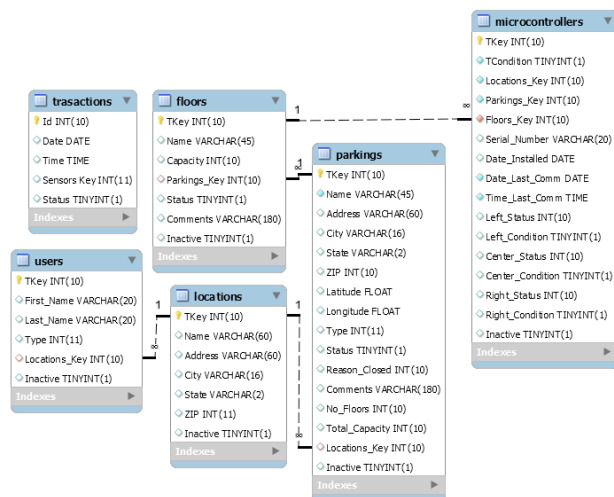 microcontrollers
TKey INT(10)
TCondition TINYINT(1)
Locations_Key INT(10)
Parkings_Key INT(10)
Floors_Key INT(10)
Serial_Number VARCHAR(20)
Date_Installed DATE
Date_Last_Comm DATE
Time_Last_Comm TIME
Left_Status INT(10)
Left_Condition TINYINT(1)
Center_Status INT(10)
Center_Condition TINYINT(1)
Right_Status INT(10)
Right_Condition TINYINT(1)
Inactive TINYINT(1)
Indexes
trasactions
Id INT(10)
Date DATE
Time TIME
Sensors Key INT(11)
Status TINYINT(1)
Indexes
floors
TKey INT(10)
Name VARCHAR(45)
Capacity INT(10)
Parkings_Key INT(10)
Status TINYINT(1)
Comments VARCHAR(180)
Inactive TINYINT(1)
Indexes
1
∞
∞
1
parkings
TKey INT(10)
Name VARCHAR(45)
Address VARCHAR(60)
City VARCHAR(16)
State VARCHAR(2)
ZIP INT(10)
Latitude FLOAT
Longitude FLOAT
Type INT(11)
Status TINYINT(1)
Reason_Closed INT(10)
Comments VARCHAR(180)
No_Floors INT(10)
Total_Capacity INT(10)
Locations_Key INT(10)
Inactive TINYINT(1)
Indexes
users
TKey INT(10)
First_Name VARCHAR(20)
Last_Name VARCHAR(20)
Type INT(11)
Locations_Key INT(10)
Inactive TINYINT(1)
Indexes
1
∞
locations
TKey INT(10)
Name VARCHAR(60)
Address VARCHAR(60)
City VARCHAR(16)
State VARCHAR(2)
ZIP INT(11)
Inactive TINYINT(1)
Indexes
1
∞